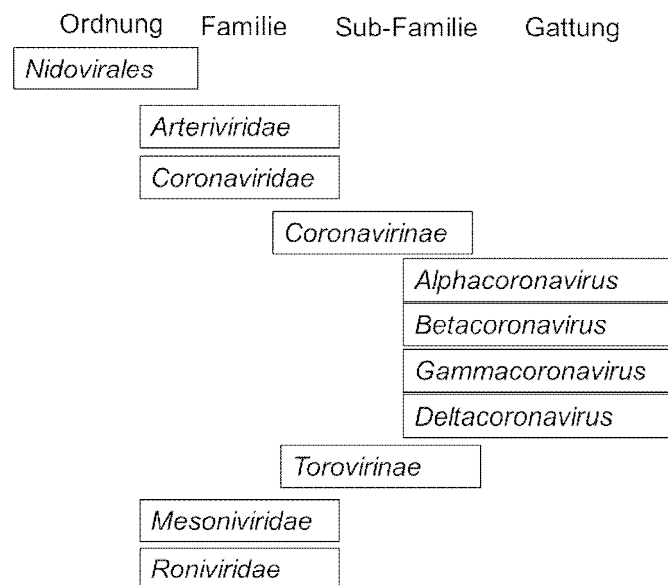 Ordnung Familie Sub-Familie Gattung
Nidovirales
Arteriviridae
Coronaviridae
Coronavirinae
Alphacoronavirus
Betacoronavirus
Gammacoronavirus
Deltacoronavirus
Torovirinae
Mesoniviridae
Roniviridae